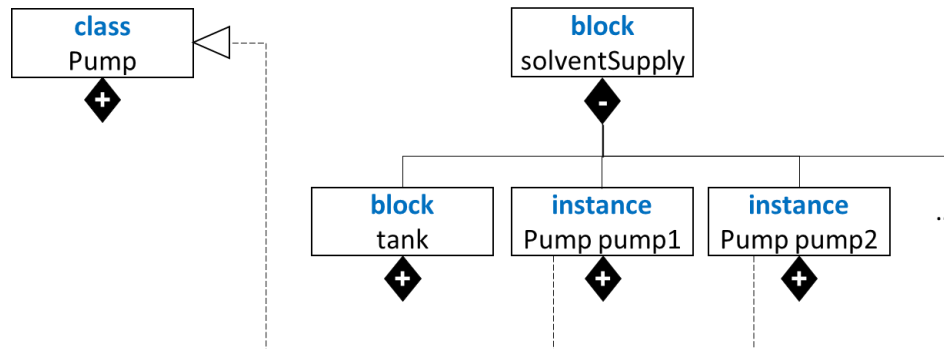 class
Pump
+
block
solventSupply
-
block
tank
+
instance
Pump pump1
+
instance
Pump pump2
+
..